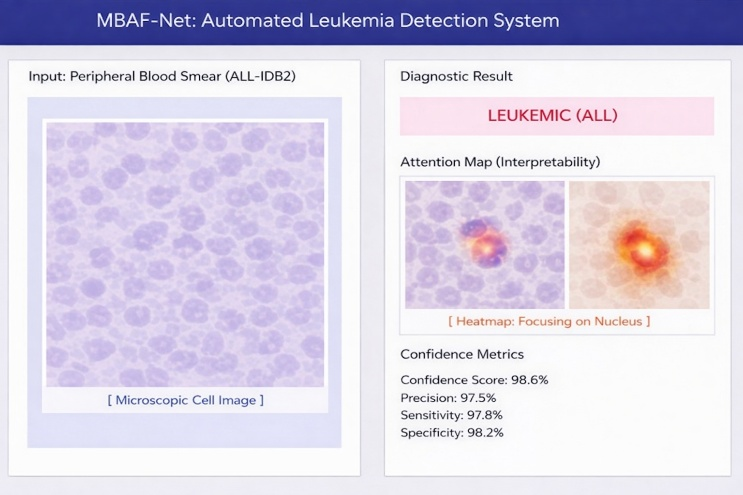 MBAF-Net: Automated Leukemia Detection System
Input: Peripheral Blood Smear (ALL-IDB2)
[ Microscopic Cell Image ]
Diagnostic Result
LEUKEMIC (ALL)
Attention Map (Interpretability)
[ Heatmap: Focusing on Nucleus ]
Confidence Metrics
Confidence Score: 98.6%
Precision: 97.5%
Sensitivity: 97.8%
Specificity: 98.2%